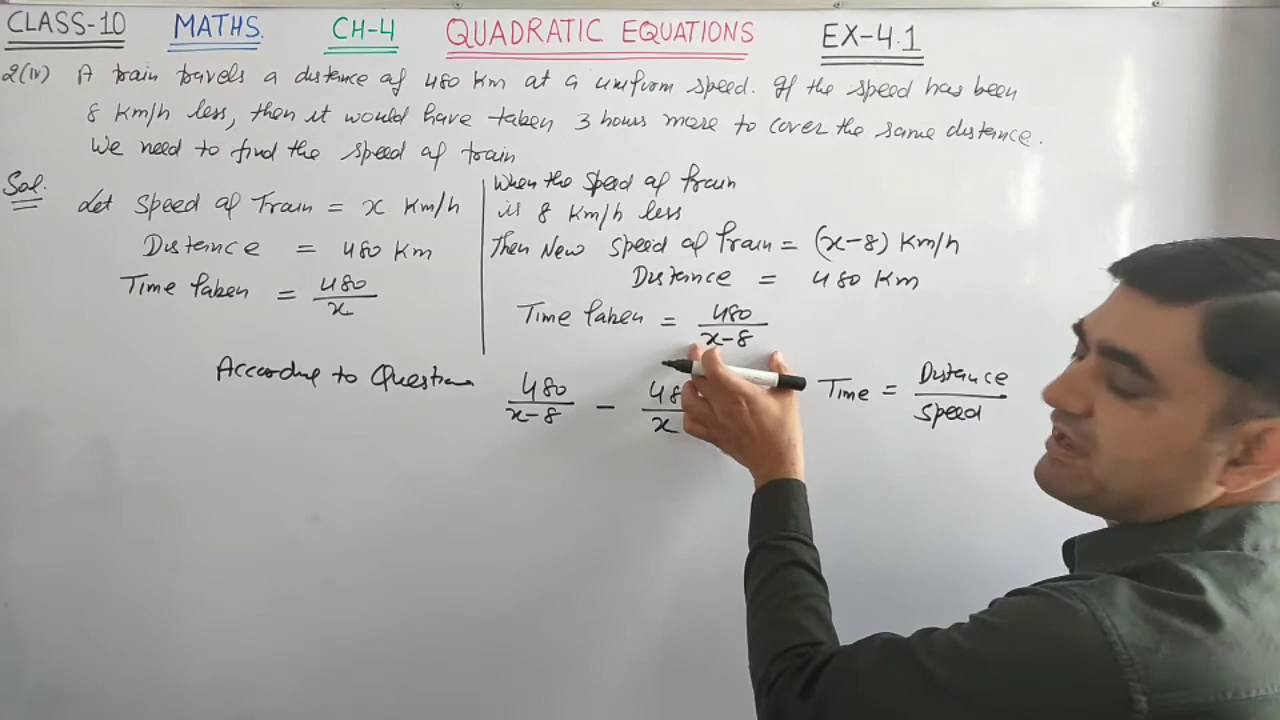 CLASS-10 MATHS. CH-4 QUADRATIC EQUATIONS EX-4.1
2(iv) A train travels a distance of 480 Km at a uniform speed. If the speed has been
8 Km/h less, then it would have taken 3 hours more to cover the same distance.
We need to find the speed of train
Sol. Let Speed of Train = x Km/h
Distance = 480 Km
Time taken = 480/x
When the speed of train
is 8 Km/h less
Then New speed of train = (x-8) Km/h
Distance = 480 Km
Time taken = 480/(x-8)
According to Question 480/(x-8) - 48/x
Time = Distance/Speed